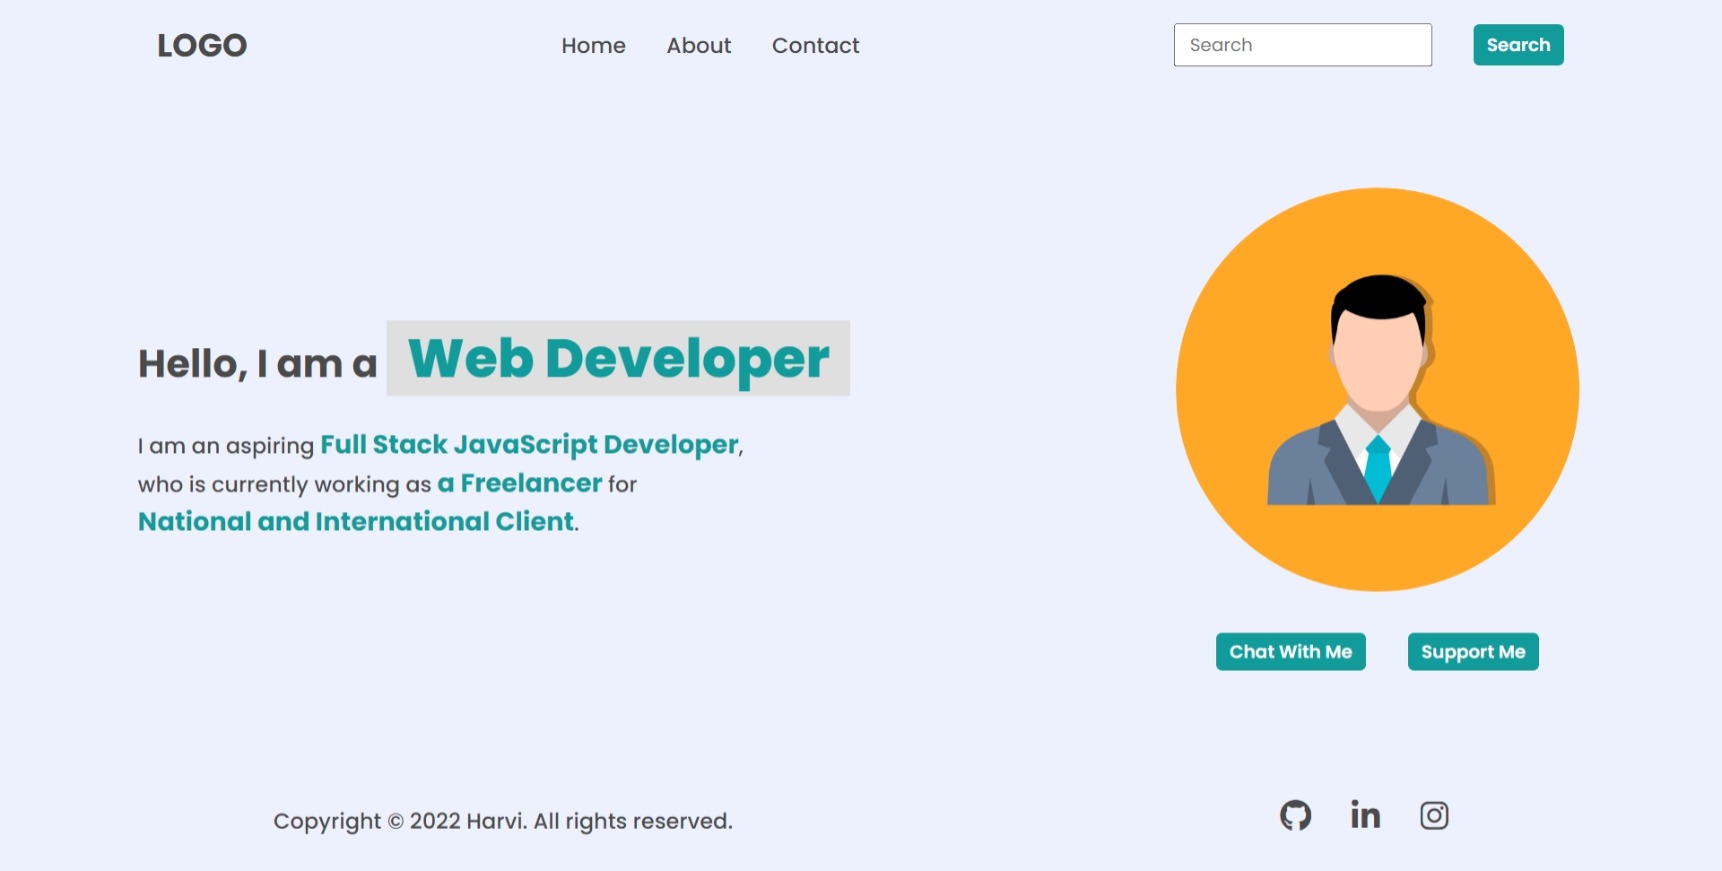 LOGO
Home About Contact
Search Search
Hello, I am a Web Developer
I am an aspiring Full Stack JavaScript Developer,
who is currently working as a Freelancer for
National and International Client.
Chat With Me Support Me
Copyright © 2022 Harvi. All rights reserved.
in